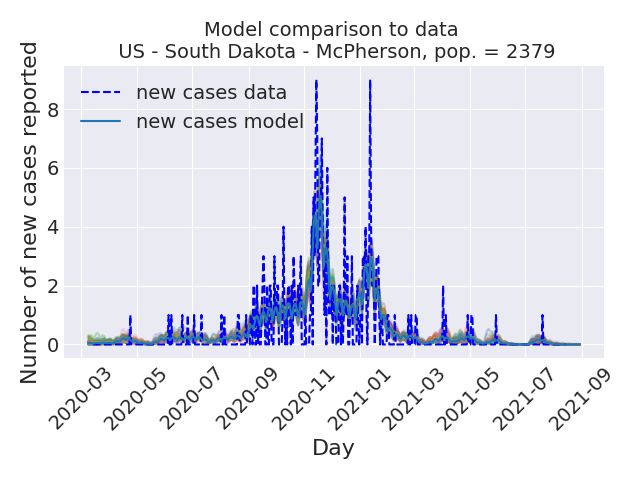 Model comparison to data
US - South Dakota - McPherson, pop. = 2379
Number of new cases reported
8
6
4
2
0
new cases data
new cases model
2020-03
2020-05
2020-07
2020-09
2020-11
2021-01
2021-03
2021-05
2021-07
2021-09
Day